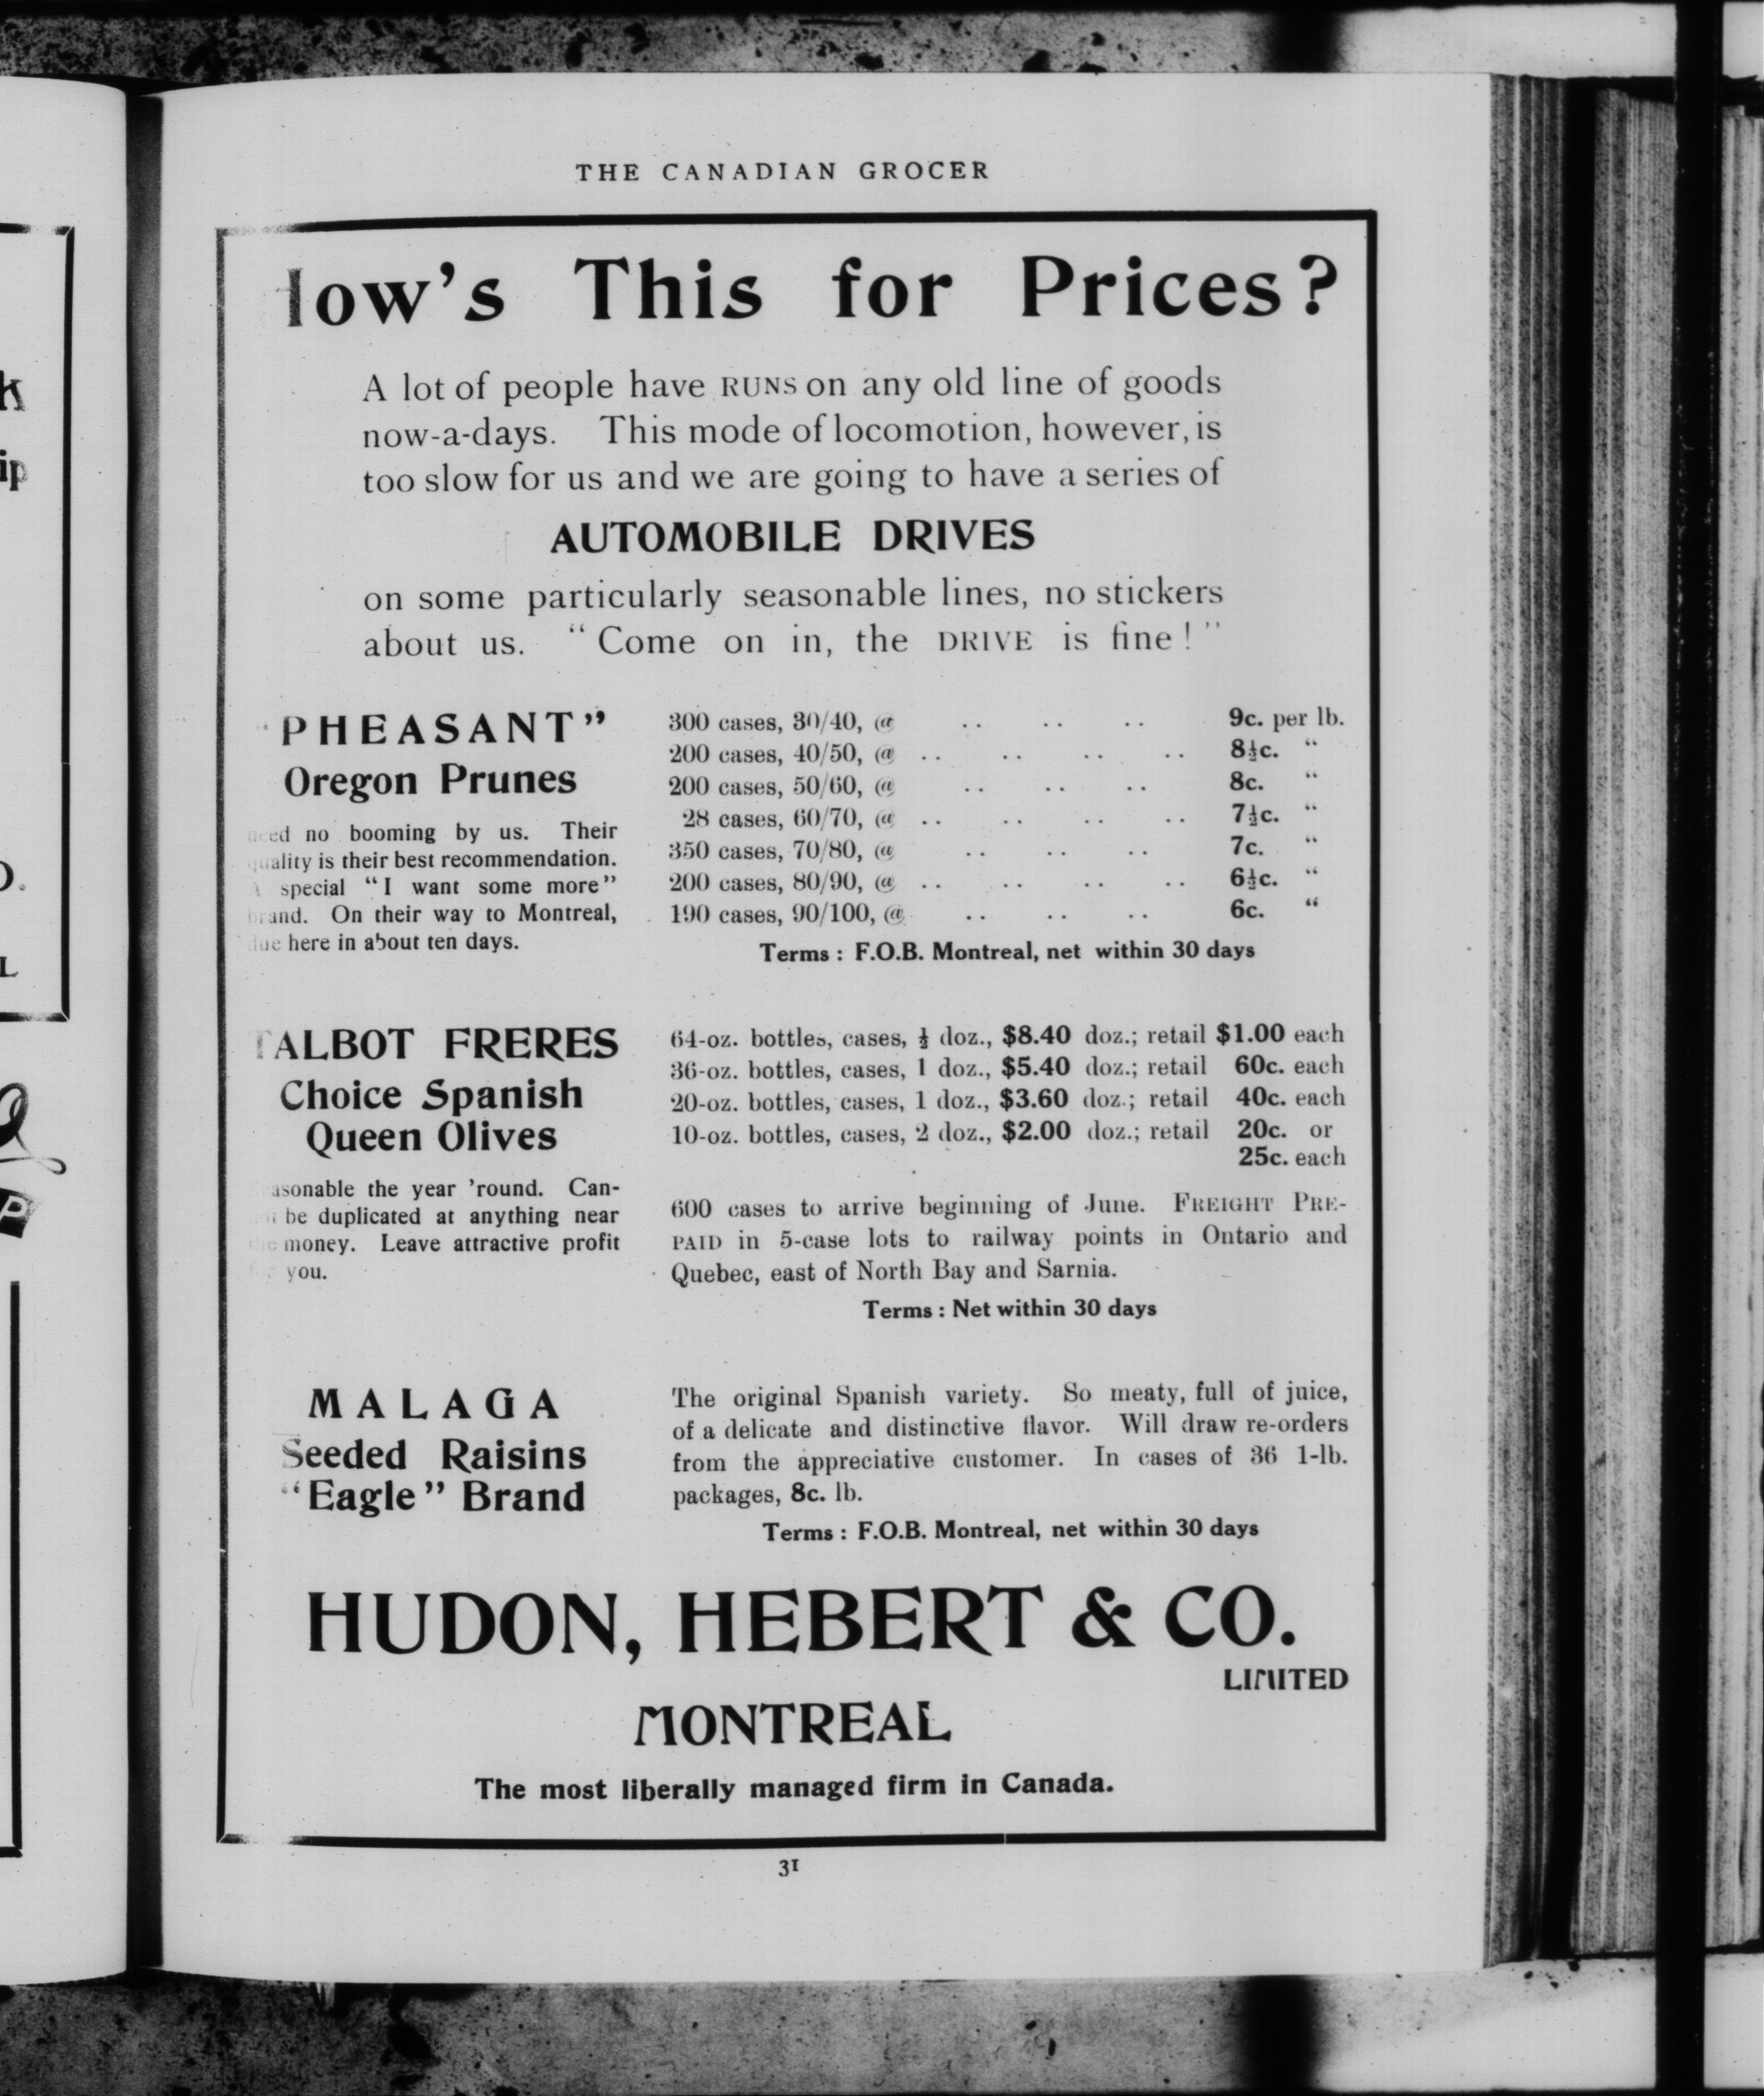 THE CANADIAN GROCER
How's This for Prices?
A lot of people have RUNS on any old line of goods
now-a-days. This mode of locomotion, however, is
too slow for us and we are going to have a series of
AUTOMOBILE DRIVES
on some particularly seasonable lines, no stickers
about us. "Come on in, the DRIVE is fine!"
"PHEASANT"
Oregon Prunes
need no booming by us. Their
quality is their best recommendation.
A special "I want some more"
brand. On their way to Montreal,
due here in about ten days.
300 cases, 30/40, @ .. .. .. 9c. per lb.
200 cases, 40/50, @ .. .. .. .. 8½c. "
200 cases, 50/60, @ .. .. .. 8c. "
28 cases, 60/70, @ .. .. .. .. 7½c. "
350 cases, 70/80, @ .. .. .. 7c. "
200 cases, 80/90, @ .. .. .. .. 6½c. "
190 cases, 90/100, @ .. .. .. 6c. "
Terms: F.O.B. Montreal, net within 30 days
TALBOT FRERES
Choice Spanish
Queen Olives
Seasonable the year 'round. Can-
not be duplicated at anything near
the money. Leave attractive profit
for you.
64-oz. bottles, cases, ½ doz., $8.40 doz.; retail $1.00 each
36-oz. bottles, cases, 1 doz., $5.40 doz.; retail 60c. each
20-oz. bottles, cases, 1 doz., $3.60 doz.; retail 40c. each
10-oz. bottles, cases, 2 doz., $2.00 doz.; retail 20c. or
25c. each
600 cases to arrive beginning of June. FREIGHT PRE-
PAID in 5-case lots to railway points in Ontario and
Quebec, east of North Bay and Sarnia.
Terms: Net within 30 days
MALAGA
Seeded Raisins
"Eagle" Brand
The original Spanish variety. So meaty, full of juice,
of a delicate and distinctive flavor. Will draw re-orders
from the appreciative customer. In cases of 36 1-lb.
packages, 8c. lb.
Terms: F.O.B. Montreal, net within 30 days
HUDON, HEBERT & CO.
LIMITED
MONTREAL
The most liberally managed firm in Canada.
31